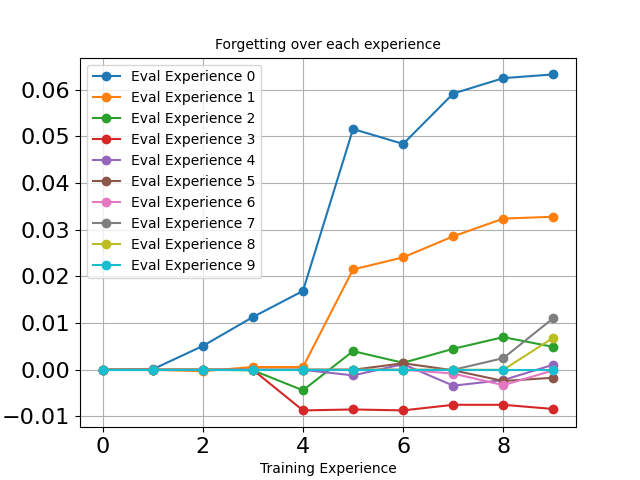 Forgetting over each experience
Eval Experience 0
Eval Experience 1
Eval Experience 2
Eval Experience 3
Eval Experience 4
Eval Experience 5
Eval Experience 6
Eval Experience 7
Eval Experience 8
Eval Experience 9
0.06
0.05
0.04
0.03
0.02
0.01
0.00
−0.01
0 2 4 6 8
Training Experience